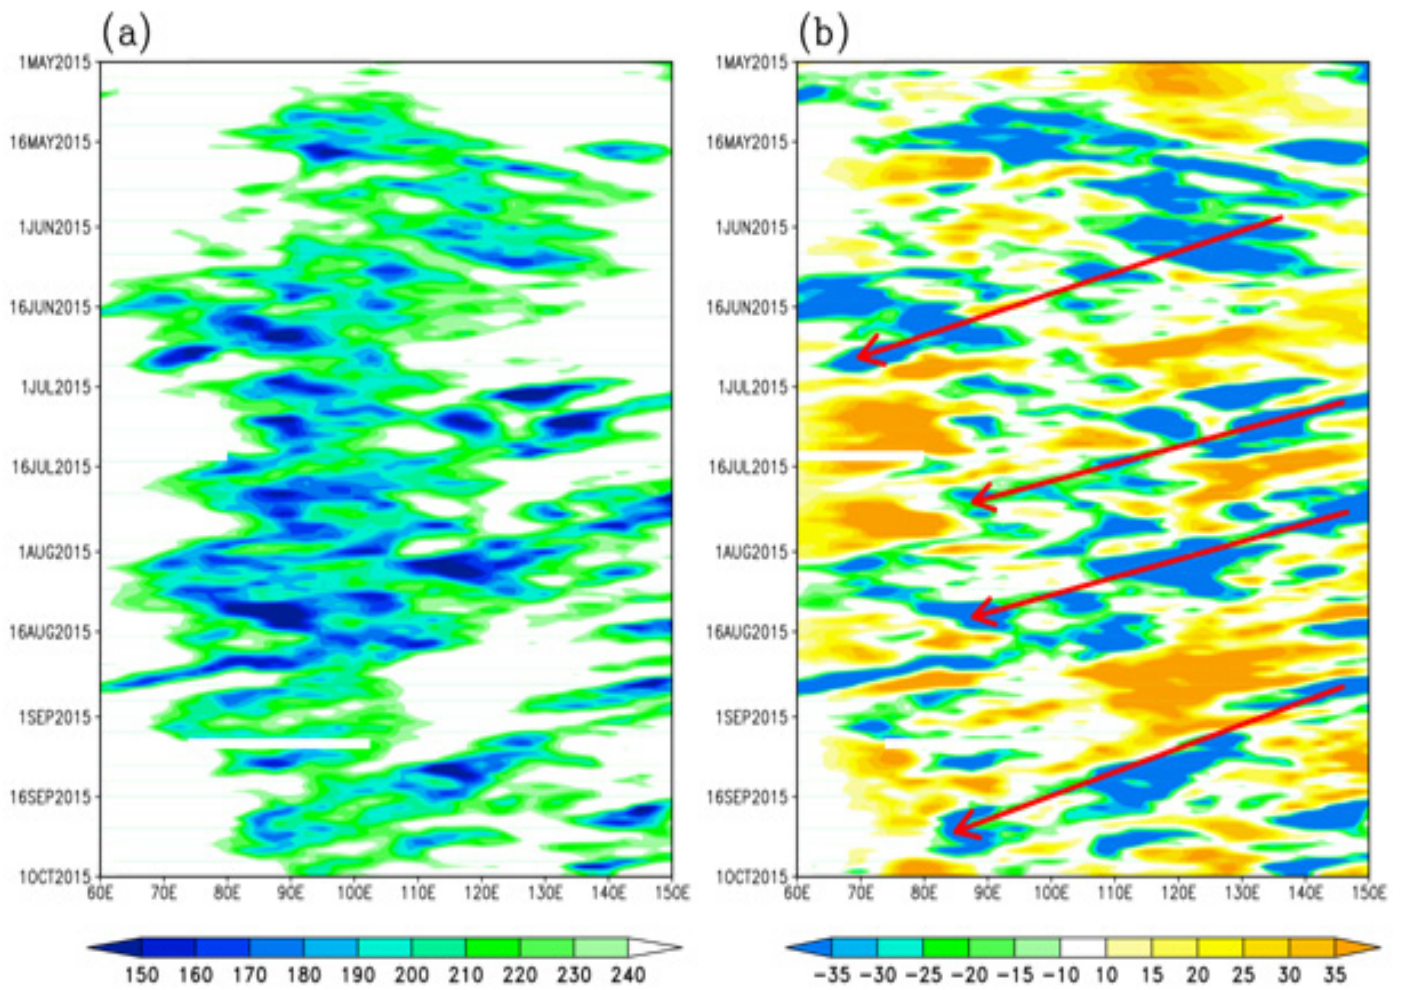 (a)
(b)
1MAY2015
16MAY2015
1JUN2015
16JUN2015
1JUL2015
16JUL2015
1AUG2015
16AUG2015
1SEP2015
16SEP2015
1OCT2015
60E 70E 80E 90E 100E 110E 120E 130E 140E 150E
150 160 170 180 190 200 210 220 230 240
1MAY2015
16MAY2015
1JUN2015
16JUN2015
1JUL2015
16JUL2015
1AUG2015
16AUG2015
1SEP2015
16SEP2015
1OCT2015
60E 70E 80E 90E 100E 110E 120E 130E 140E 150E
-35 -30 -25 -20 -15 -10 10 15 20 25 30 35